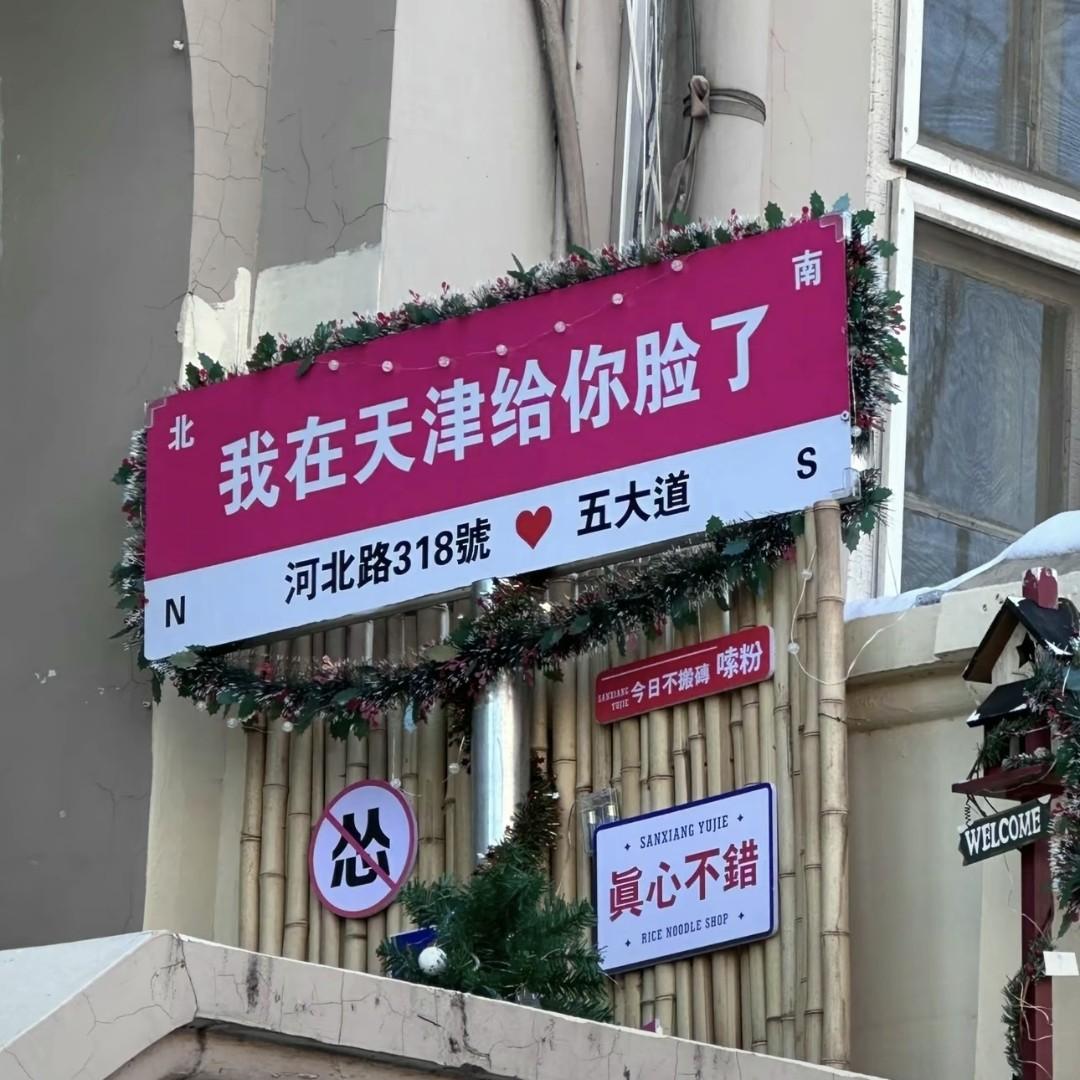 北
南
我在天津给你脸了
河北路318號 ♥ 五大道
N
S
SANXIANG YUJIE 今日不搬磚 嗦粉
怂
SANXIANG YUJIE
眞心不錯
RICE NOODLE SHOP
WELCOME